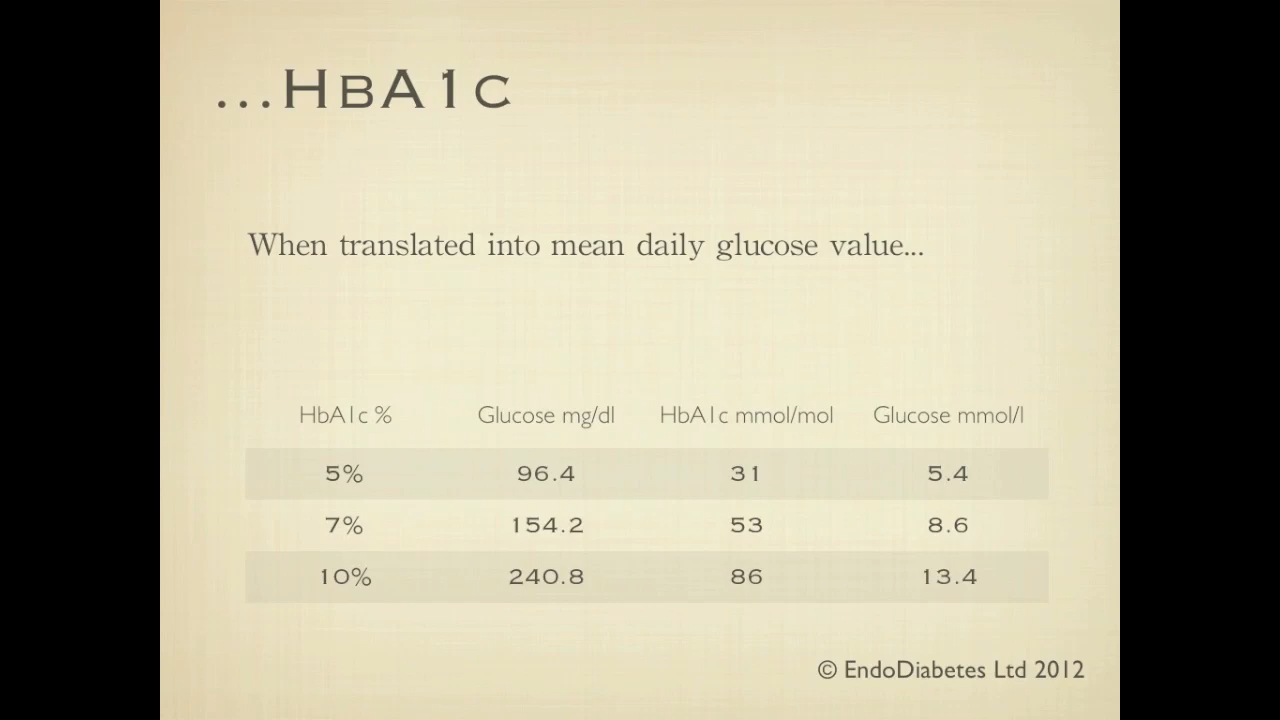 ...HbA1c
When translated into mean daily glucose value...
HbA1c % Glucose mg/dl HbA1c mmol/mol Glucose mmol/l
5% 96.4 31 5.4
7% 154.2 53 8.6
10% 240.8 86 13.4
© EndoDiabetes Ltd 2012